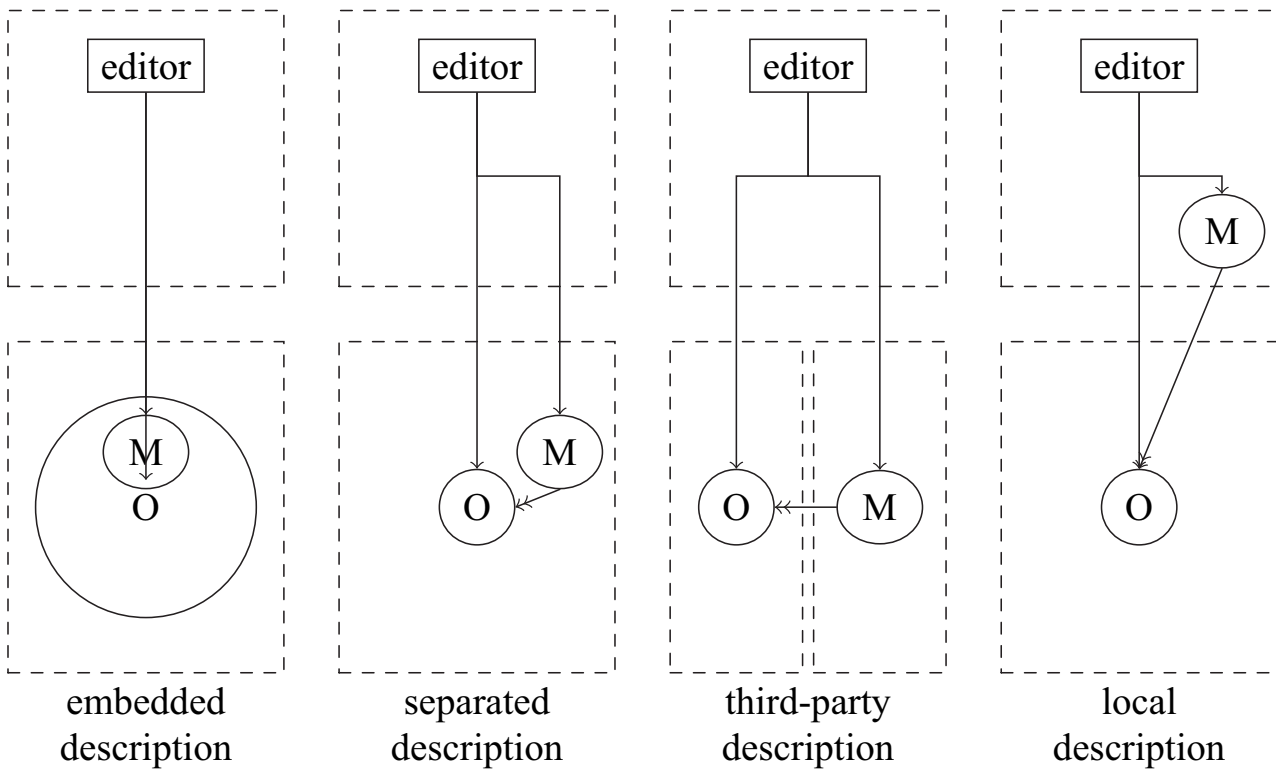 editor
editor
editor
editor
M
M
O
M
O
O
M
O
embedded
description
separated
description
third-party
description
local
description